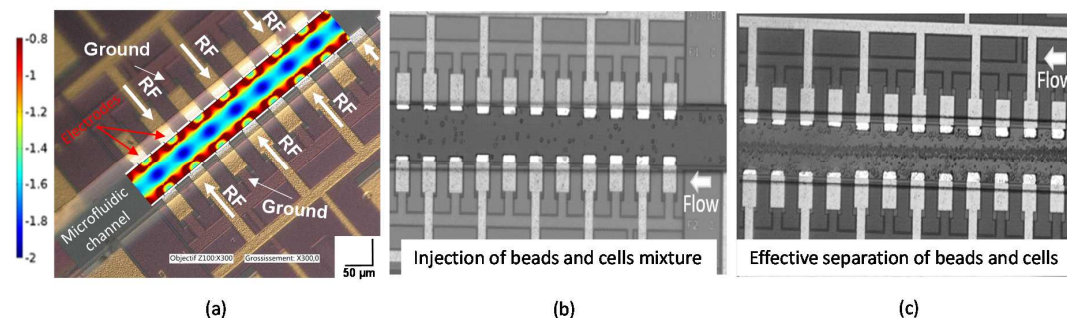 -0.8
-1
-1.2
-1.4
-1.6
-1.8
-2
Ground
RF
RF
RF
Electrodes
RF
RF
RF
Ground
Microfluidic
channel
Objectif Z100:X300
Grossissement: X300,0
50 µm
(a)
Flow
Injection of beads and cells mixture
(b)
Flow
Effective separation of beads and cells
(c)